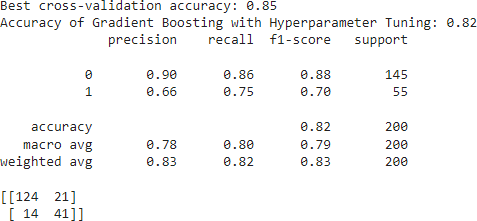 Best cross-validation accuracy: 0.85
Accuracy of Gradient Boosting with Hyperparameter Tuning: 0.82
precision recall f1-score support
0 0.90 0.86 0.88 145
1 0.66 0.75 0.70 55
accuracy 0.82 200
macro avg 0.78 0.80 0.79 200
weighted avg 0.83 0.82 0.83 200
[[124 21]
[ 14 41]]